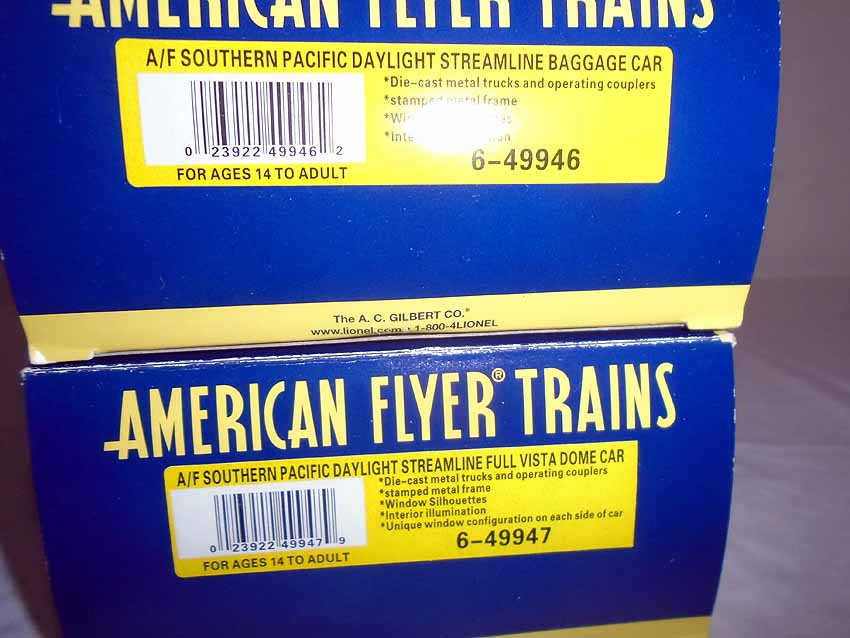 AMERICAN FLYER TRAINS
A/F SOUTHERN PACIFIC DAYLIGHT STREAMLINE BAGGAGE CAR
*Die-cast metal trucks and operating couplers
*stamped metal frame
0 23922 49946 2
6-49946
FOR AGES 14 TO ADULT
The A. C. GILBERT CO.®
www.lionel.com • 1-800-4LIONEL
AMERICAN FLYER® TRAINS
A/F SOUTHERN PACIFIC DAYLIGHT STREAMLINE FULL VISTA DOME CAR
*Die-cast metal trucks and operating couplers
*stamped metal frame
*Window Silhouettes
*Interior illumination
*Unique window configuration on each side of car
0 23922 49947 9
6-49947
FOR AGES 14 TO ADULT